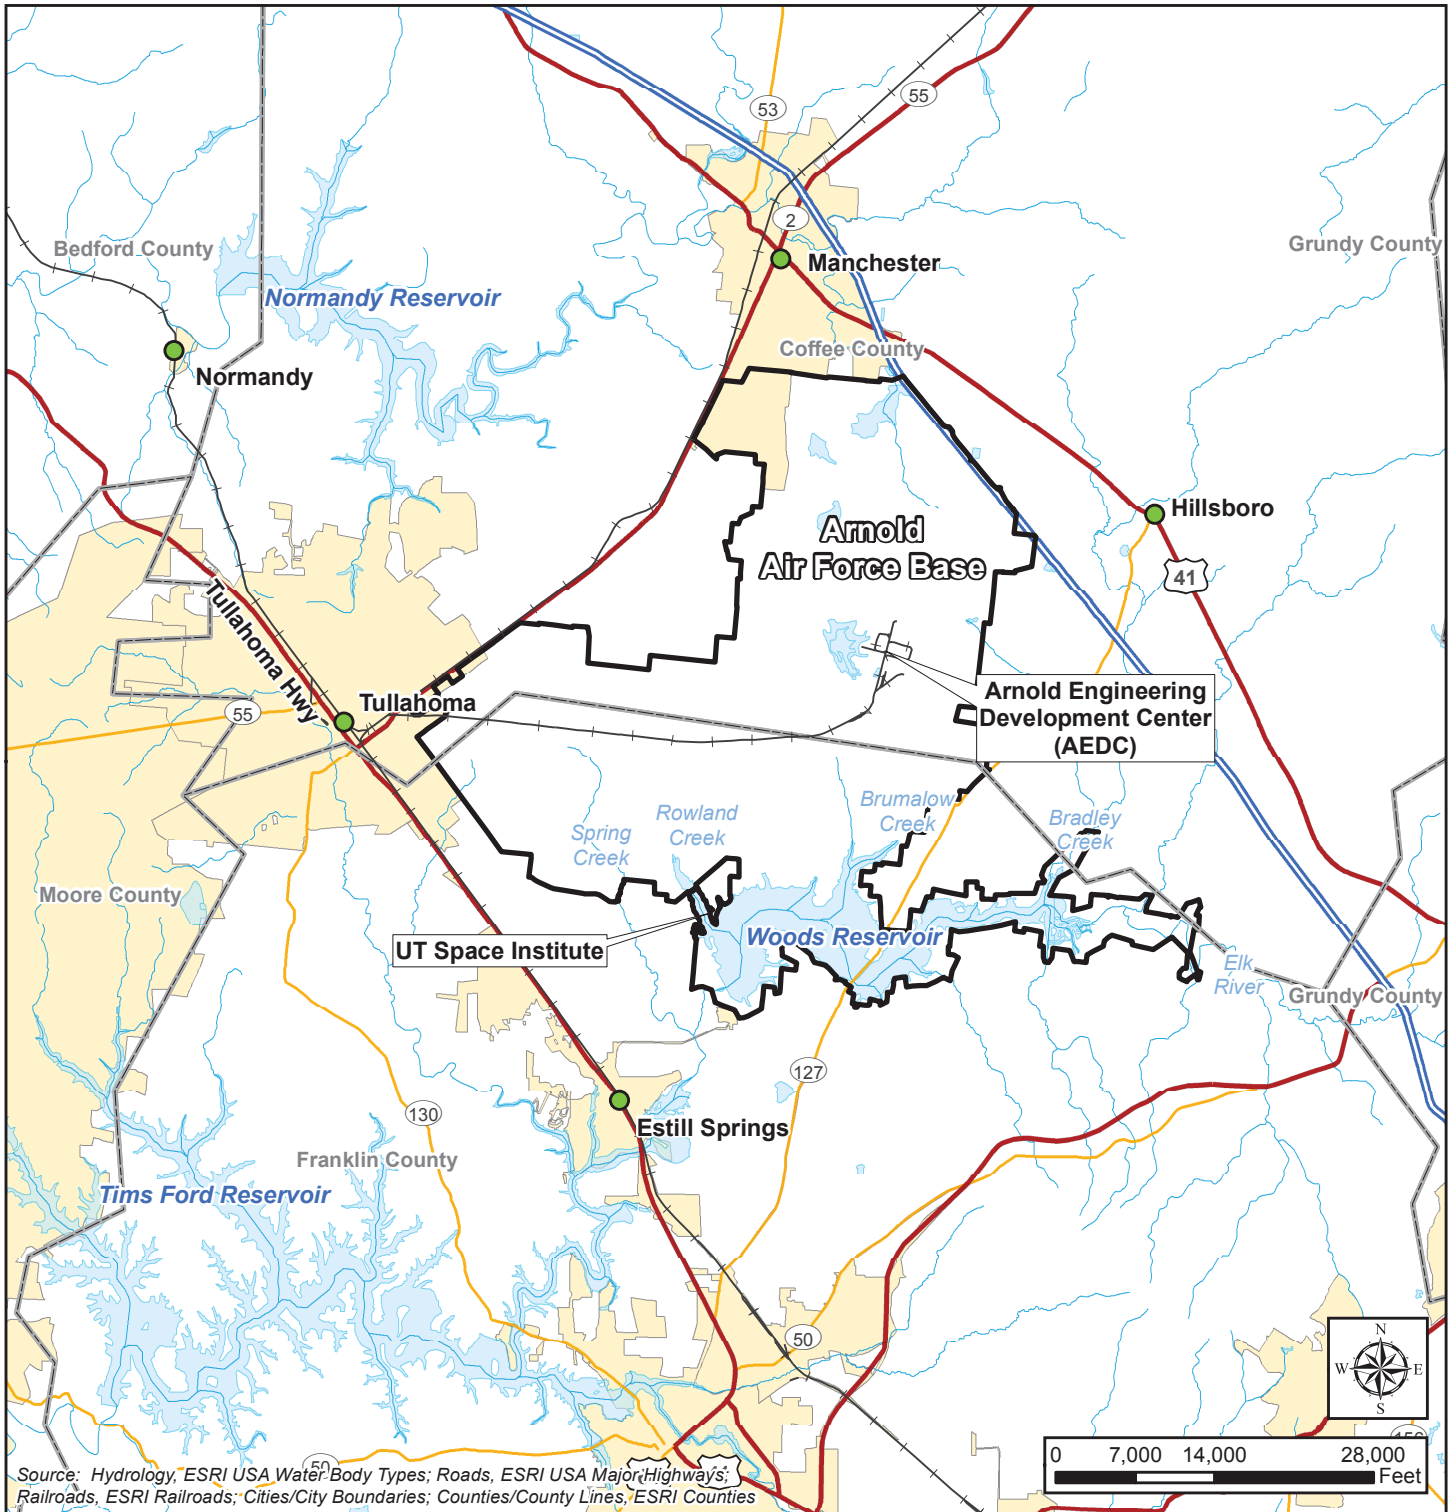 53
55
2
Bedford County
Grundy County
Manchester
Normandy Reservoir
Coffee County
Normandy
Hillsboro
Arnold
Air Force Base
41
Tullahoma Hwy
Arnold Engineering
Development Center
(AEDC)
Tullahoma
55
Rowland
Creek
Brumalow
Creek
Bradley
Creek
Spring
Creek
Moore County
Woods Reservoir
UT Space Institute
Elk
River
Grundy County
127
130
Estill Springs
Franklin County
Tims Ford Reservoir
50
N
W E
S
156
0 7,000 14,000 28,000
Feet
50
Source: Hydrology, ESRI USA Water Body Types; Roads, ESRI USA Major Highways;
Railroads, ESRI Railroads; Cities/City Boundaries; Counties/County Lines, ESRI Counties